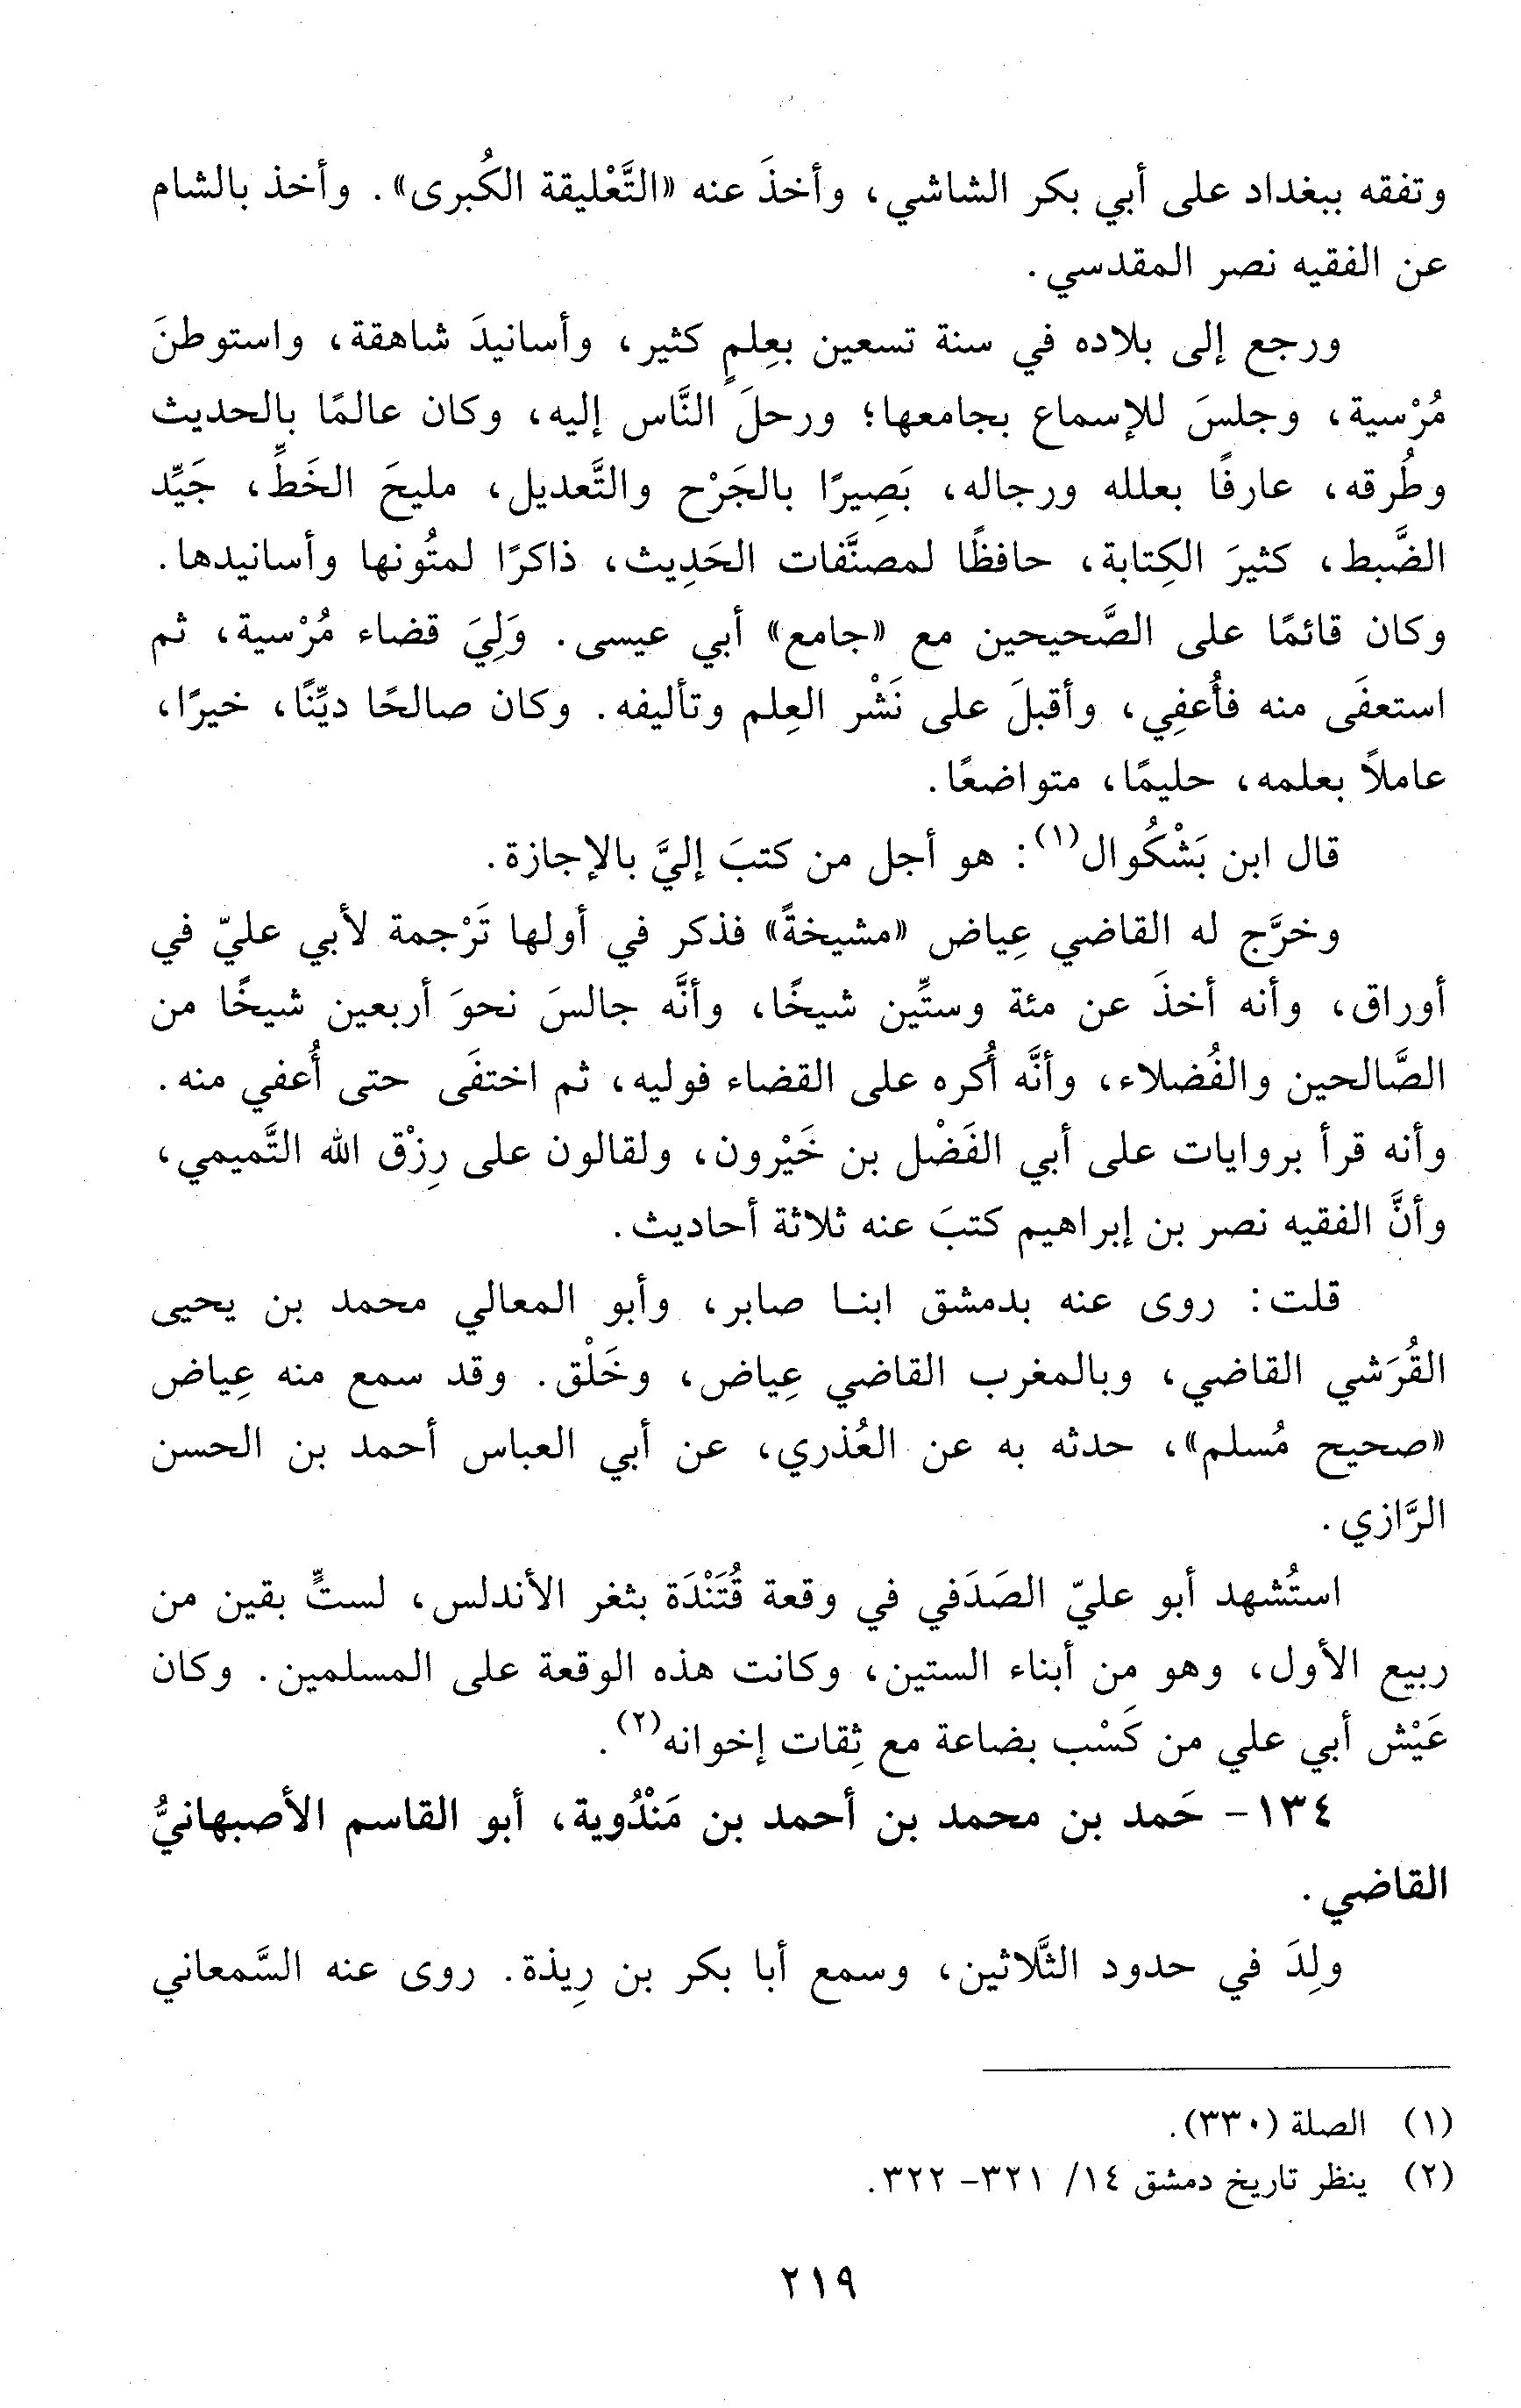 وتفقه ببغداد على أبي بكر الشاشي، وأخذَ عنه «التَّعْليقة الكُبرى». وأخذ بالشام
عن الفقيه نصر المقدسي.
ورجع إلى بلاده في سنة تسعين بعِلمٍ كثير، وأسانيدَ شاهقة، واستوطنَ
مُرْسية، وجلسَ للإسماع بجامعها؛ ورحلَ النَّاس إليه، وكان عالمًا بالحديث
وطُرقه، عارفًا بعلله ورجاله، بَصِيرًا بالجَرْح والتَّعديل، مليحَ الخَطِّ، جَيِّد
الضَّبط، كثيرَ الكِتابة، حافظًا لمصنَّفات الحَدِيث، ذاكرًا لمتُونها وأسانيدها.
وكان قائمًا على الصَّحيحين مع «جامع» أبي عيسى. وَلِيَ قضاء مُرْسية، ثم
استعفَى منه فأُعفِي، وأقبلَ على نَشْر العِلم وتأليفه. وكان صالحًا ديِّنًا، خيرًا،
عاملاً بعلمه، حليمًا، متواضعًا.
قال ابن بَشْكُوال(١): هو أجل من كتبَ إليَّ بالإجازة.
وخرَّج له القاضي عِياض «مشيخةً» فذكر في أولها تَرْجمة لأبي عليّ في
أوراق، وأنه أخذَ عن مئة وستِّين شيخًا، وأنَّه جالسَ نحوَ أربعين شيخًا من
الصَّالحين والفُضلاء، وأنَّه أُكره على القضاء فوليه، ثم اختفَى حتى أُعفي منه.
وأنه قرأ بروايات على أبي الفَضْل بن خَيْرون، ولقالون على رِزْق الله التَّميمي،
وأنَّ الفقيه نصر بن إبراهيم كتبَ عنه ثلاثة أحاديث.
قلت: روى عنه بدمشق ابنا صابر، وأبو المعالي محمد بن يحيى
القُرَشي القاضي، وبالمغرب القاضي عِياض، وخَلْق. وقد سمع منه عِياض
«صحيح مُسلم»، حدثه به عن العُذري، عن أبي العباس أحمد بن الحسن
الرَّازي.
استُشهد أبو عليّ الصَدَفي في وقعة قُتَنْدَة بثغر الأندلس، لستٍّ بقين من
ربيع الأول، وهو من أبناء الستين، وكانت هذه الوقعة على المسلمين. وكان
عَيْش أبي علي من كَسْب بضاعة مع ثِقات إخوانه(٢).
١٣٤- حَمد بن محمد بن أحمد بن مَنْدُوية، أبو القاسم الأصبهانيُّ
القاضي.
ولِدَ في حدود الثَّلاثين، وسمع أبا بكر بن رِيذة. روى عنه السَّمعاني
(١) الصلة (٣٣٠).
(٢) ينظر تاريخ دمشق ١٤/ ٣٢١- ٣٢٢.
٢١٩